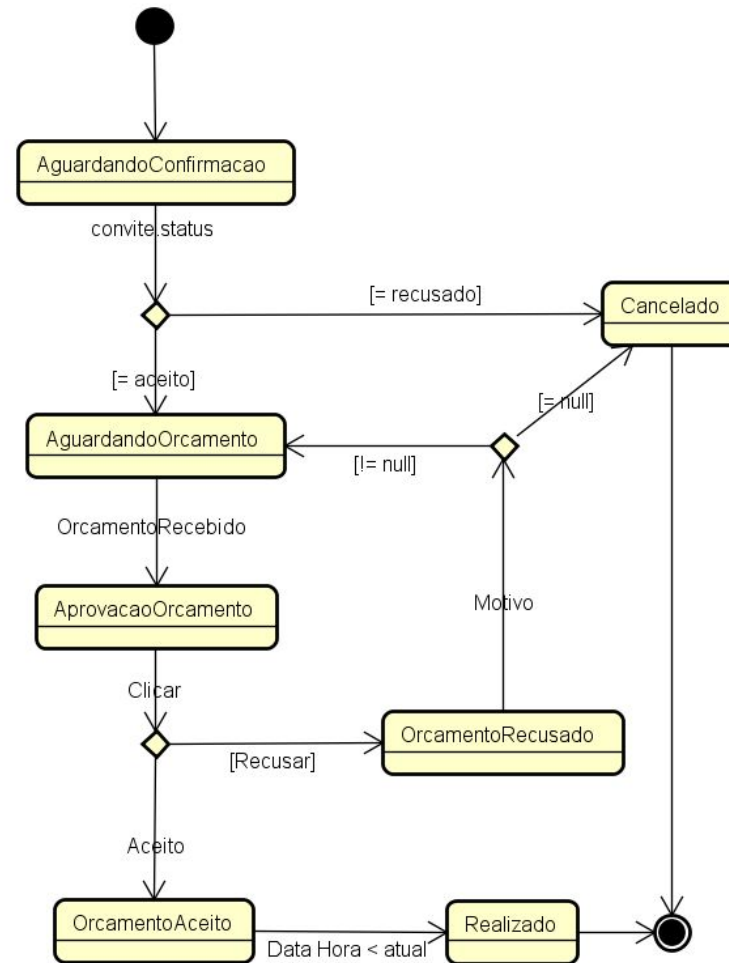 AguardandoConfirmacao
convite.status
[= recusado]
Cancelado
[= aceito]
[= null]
AguardandoOrcamento
[!= null]
OrcamentoRecebido
AprovacaoOrcamento
Motivo
Clicar
OrcamentoRecusado
[Recusar]
Aceito
OrcamentoAceito
Realizado
Data Hora < atual